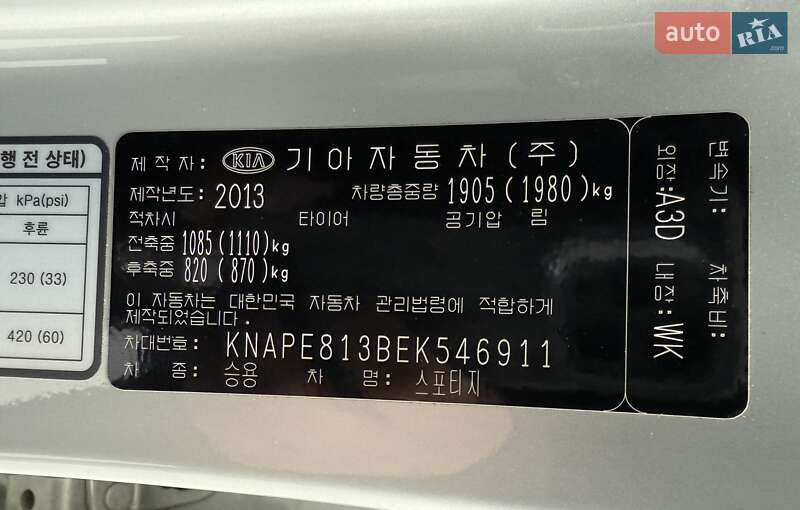 auto RIA .com
행 전 상태)
압 kPa(psi)
후륜
230 (33)
420 (60)
제 작 자 : KIA 기 아 자 동 차 ( 주 )
제작년도: 2013 차량총중량 1905 ( 1980 ) kg
적차시 타이어 공기압 림
전축중 1085 (1110) kg
후축중 820 ( 870) kg
이 자동차는 대한민국 자동차 관리법령에 적합하게
제작되었습니다.
차대번호: KNAPE813BEK546911
차 종: 승용 차 명: 스포티지
변속기: 차축비:
외장:A3D 내장:WK